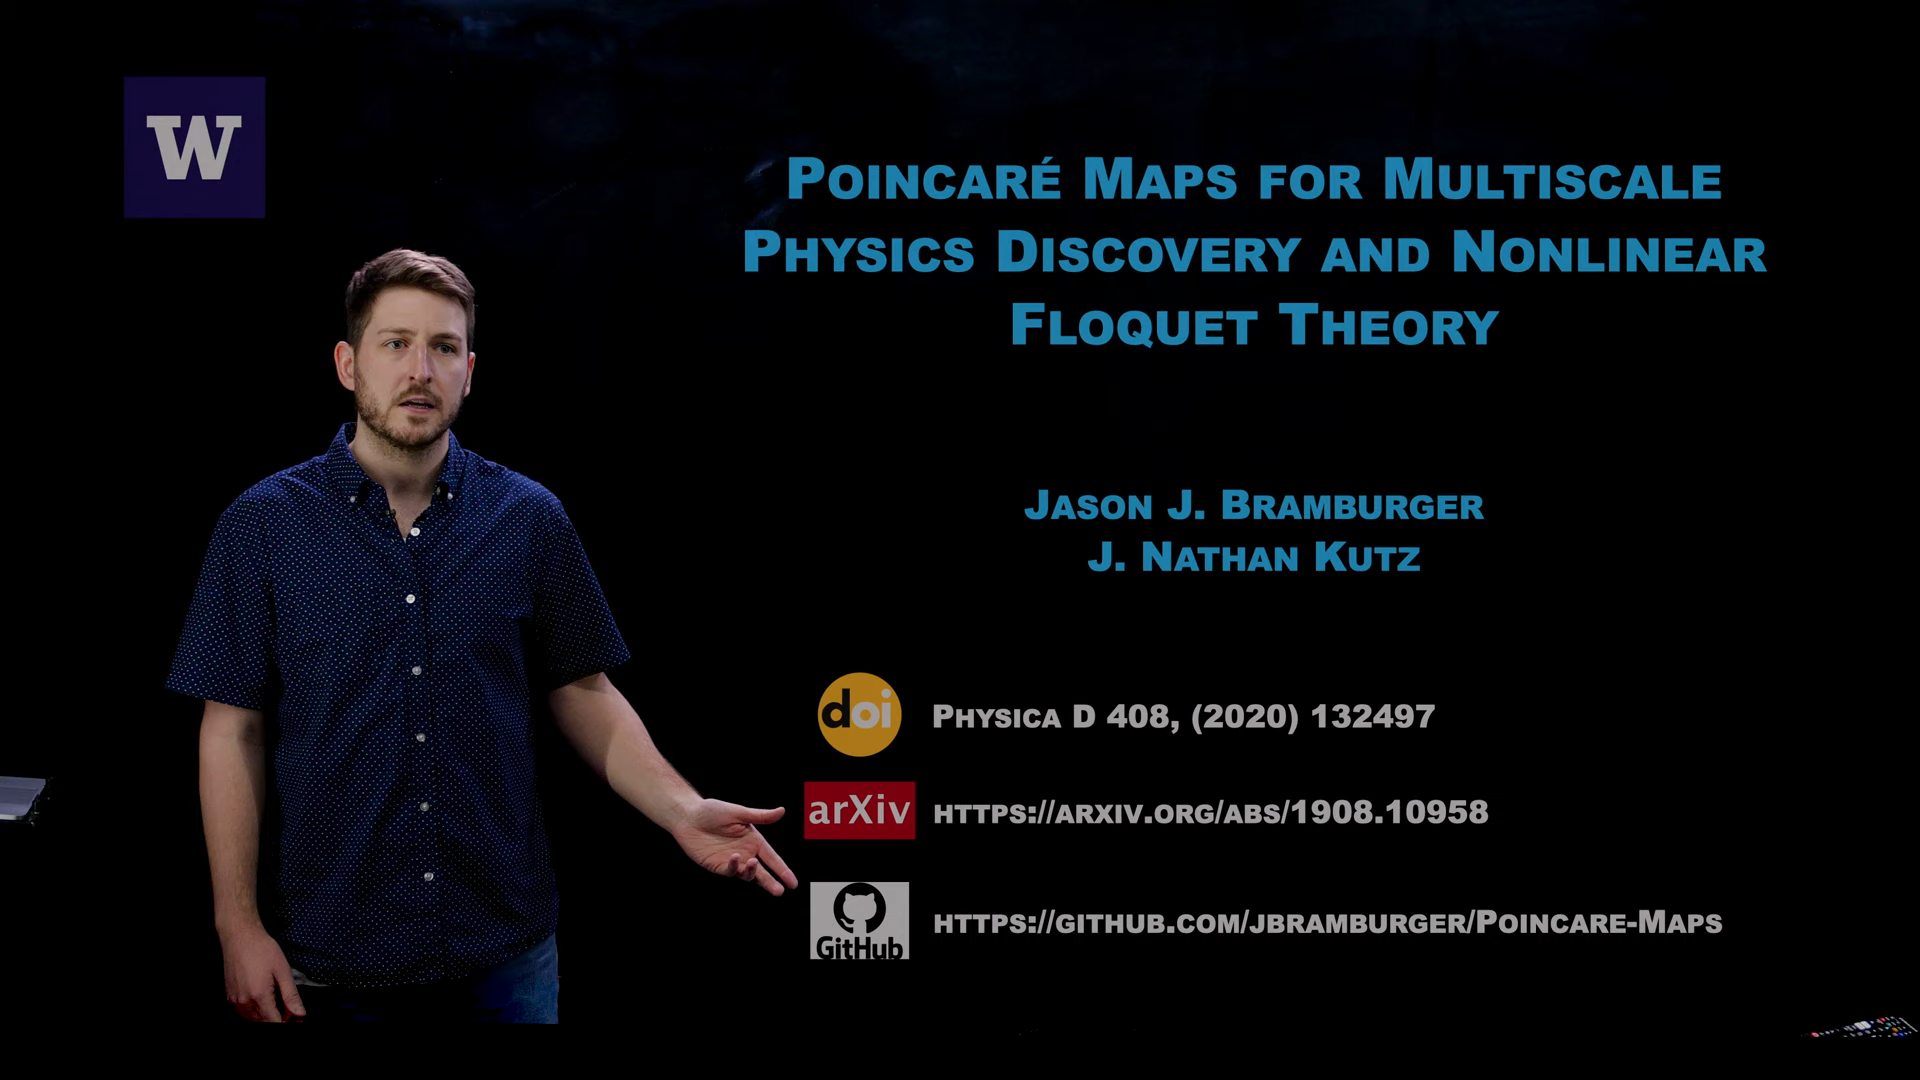 W
Poincaré Maps for Multiscale
Physics Discovery and Nonlinear
Floquet Theory
Jason J. Bramburger
J. Nathan Kutz
doi Physica D 408, (2020) 132497
arXiv https://arxiv.org/abs/1908.10958
GitHub https://github.com/jbramburger/Poincare-Maps